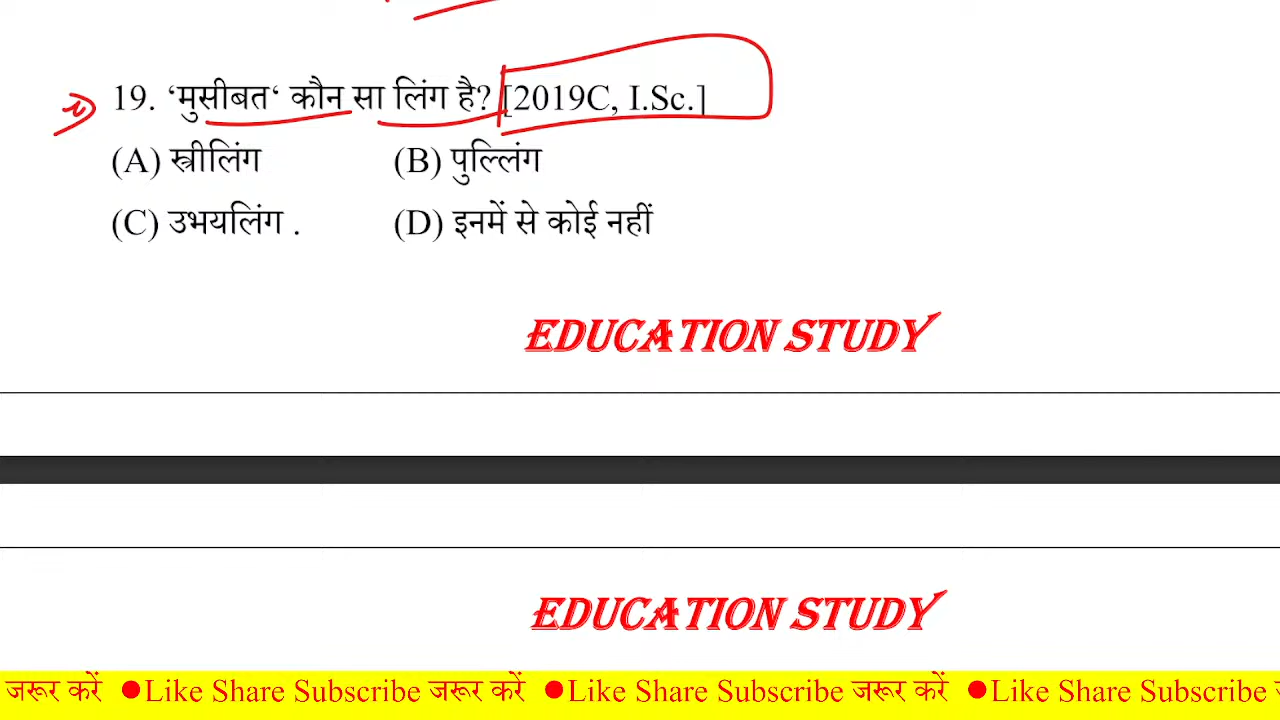 19. ‘मुसीबत‘ कौन सा लिंग है? [2019C, I.Sc.]
(A) स्त्रीलिंग (B) पुल्लिंग
(C) उभयलिंग . (D) इनमें से कोई नहीं
EDUCATION STUDY
EDUCATION STUDY
जरूर करें ●Like Share Subscribe जरूर करें ●Like Share Subscribe जरूर करें ●Like Share Subscribe